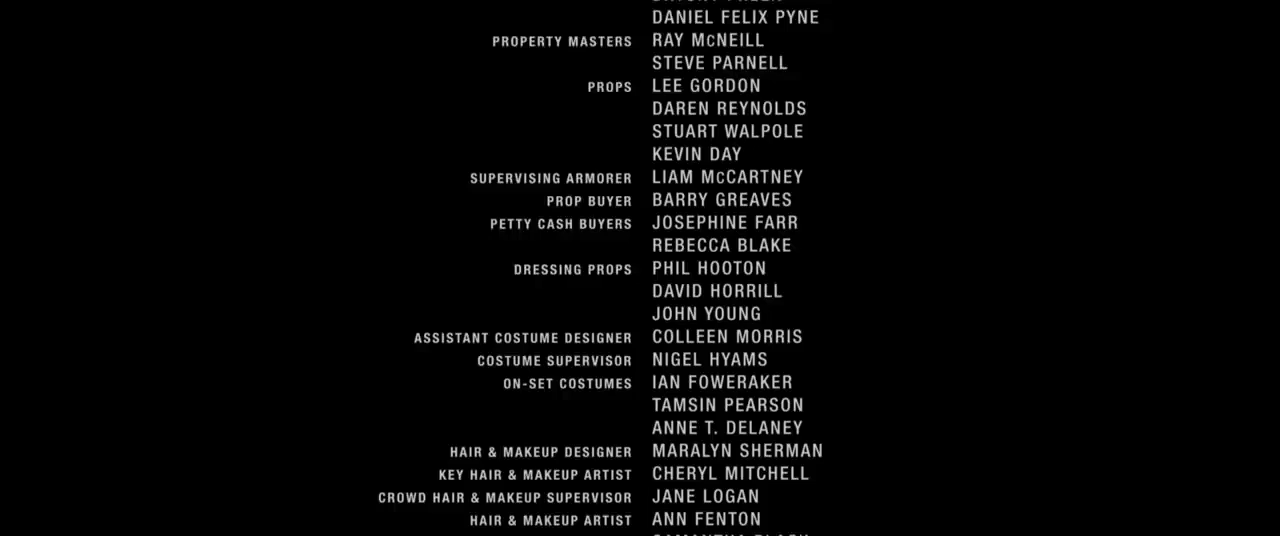 DANIEL FELIX PYNE
PROPERTY MASTERS RAY McNEILL
STEVE PARNELL
PROPS LEE GORDON
DAREN REYNOLDS
STUART WALPOLE
KEVIN DAY
SUPERVISING ARMORER LIAM McCARTNEY
PROP BUYER BARRY GREAVES
PETTY CASH BUYERS JOSEPHINE FARR
REBECCA BLAKE
DRESSING PROPS PHIL HOOTON
DAVID HORRILL
JOHN YOUNG
ASSISTANT COSTUME DESIGNER COLLEEN MORRIS
COSTUME SUPERVISOR NIGEL HYAMS
ON-SET COSTUMES IAN FOWERAKER
TAMSIN PEARSON
ANNE T. DELANEY
HAIR & MAKEUP DESIGNER MARALYN SHERMAN
KEY HAIR & MAKEUP ARTIST CHERYL MITCHELL
CROWD HAIR & MAKEUP SUPERVISOR JANE LOGAN
HAIR & MAKEUP ARTIST ANN FENTON